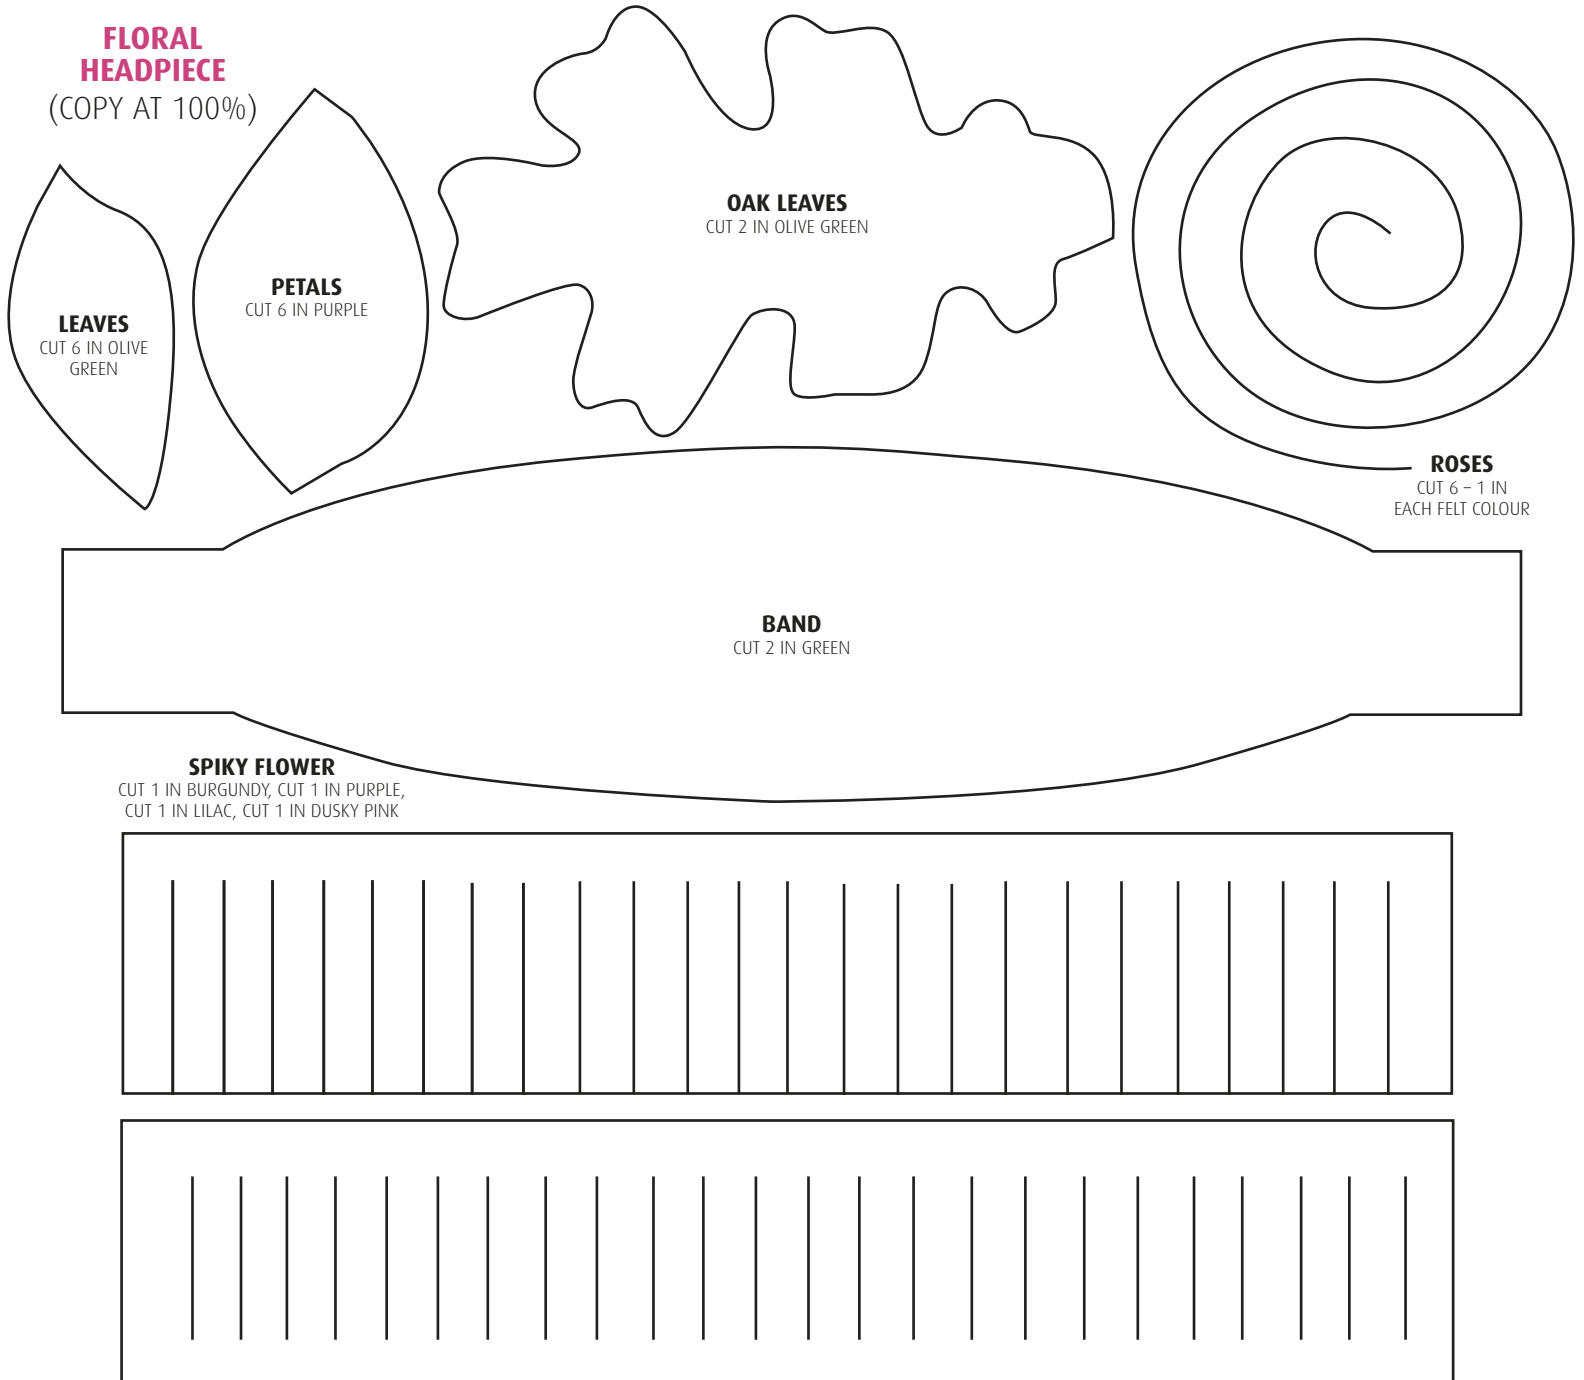 FLORAL
HEADPIECE
(COPY AT 100%)
LEAVES
CUT 6 IN OLIVE
GREEN
PETALS
CUT 6 IN PURPLE
OAK LEAVES
CUT 2 IN OLIVE GREEN
ROSES
CUT 6 – 1 IN
EACH FELT COLOUR
BAND
CUT 2 IN GREEN
SPIKY FLOWER
CUT 1 IN BURGUNDY, CUT 1 IN PURPLE,
CUT 1 IN LILAC, CUT 1 IN DUSKY PINK